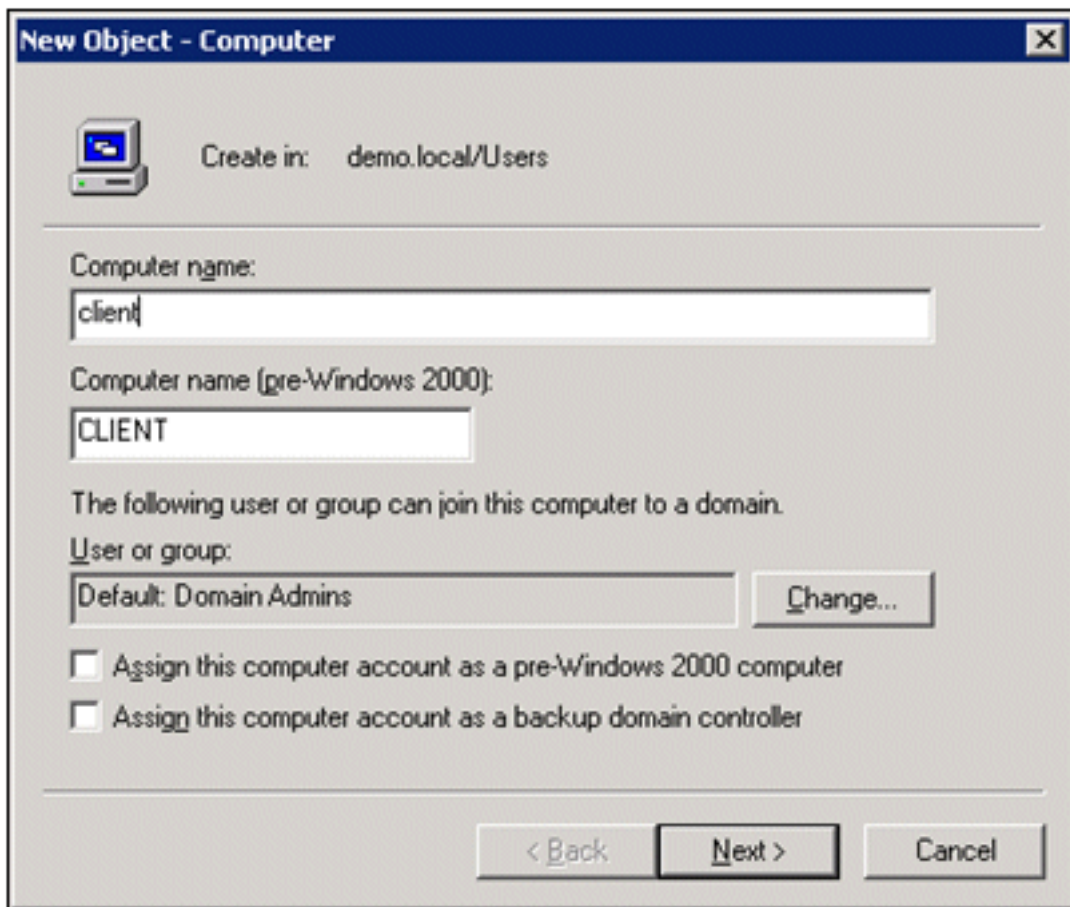 New Object - Computer
Create in: demo.local/Users
Computer name:
client
Computer name (pre-Windows 2000):
CLIENT
The following user or group can join this computer to a domain.
User or group:
Default: Domain Admins
Change...
Assign this computer account as a pre-Windows 2000 computer
Assign this computer account as a backup domain controller
< Back Next > Cancel